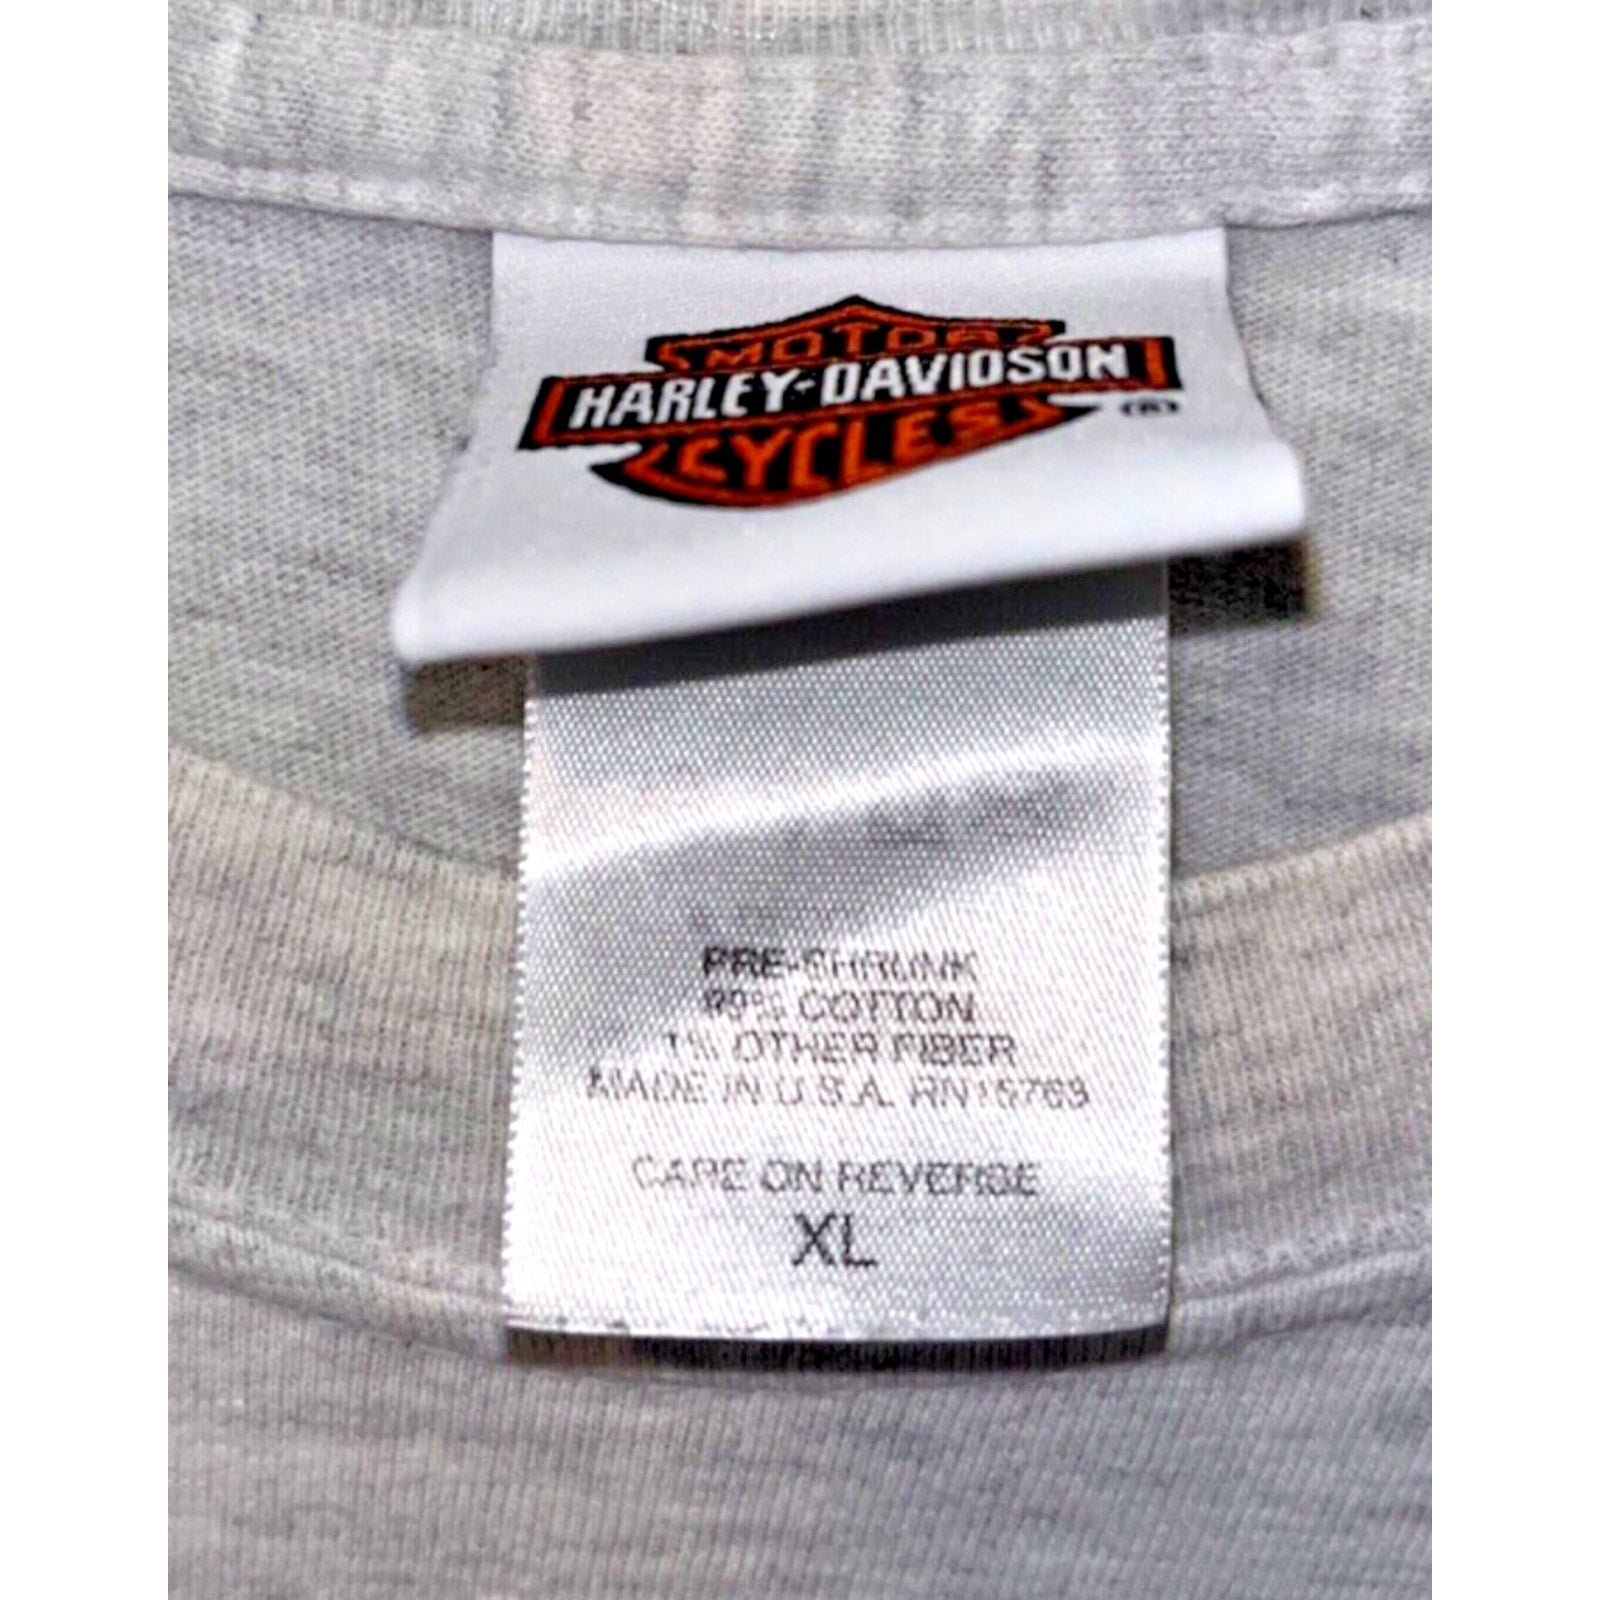 MOTOR
HARLEY-DAVIDSON
CYCLES
®
PRE-SHRUNK
99% COTTON
1% OTHER FIBER
MADE IN U.S.A. RN15763
CARE ON REVERSE
XL